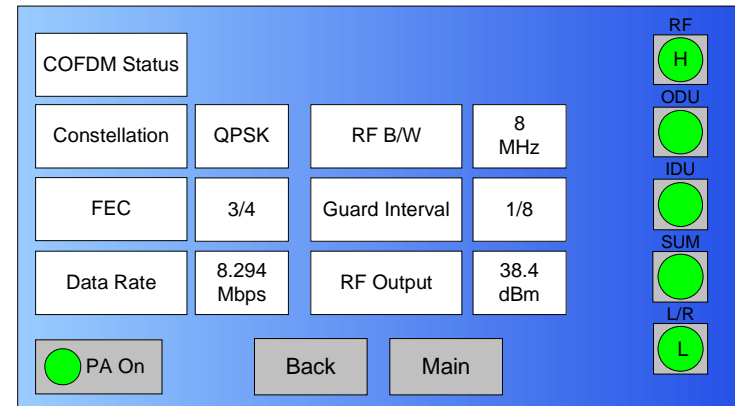 COFDM Status
Constellation QPSK RF B/W 8
MHz
FEC 3/4 Guard Interval 1/8
Data Rate 8.294
Mbps RF Output 38.4
dBm
PA On Back Main
RF
H
ODU
IDU
SUM
L/R
L